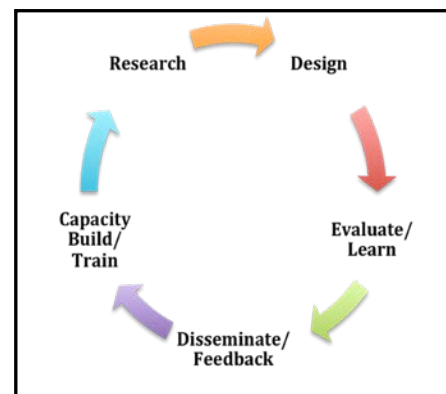 Research
Design
Evaluate/
Learn
Disseminate/
Feedback
Capacity
Build/
Train